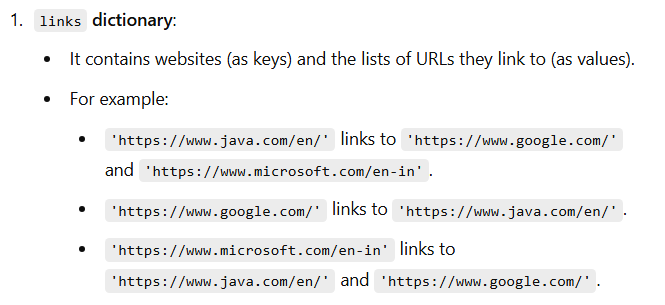 1. links dictionary:
• It contains websites (as keys) and the lists of URLs they link to (as values).
• For example:
• 'https://www.java.com/en/' links to 'https://www.google.com/'
and 'https://www.microsoft.com/en-in'.
• 'https://www.google.com/' links to 'https://www.java.com/en/'.
• 'https://www.microsoft.com/en-in' links to
'https://www.java.com/en/' and 'https://www.google.com/'.